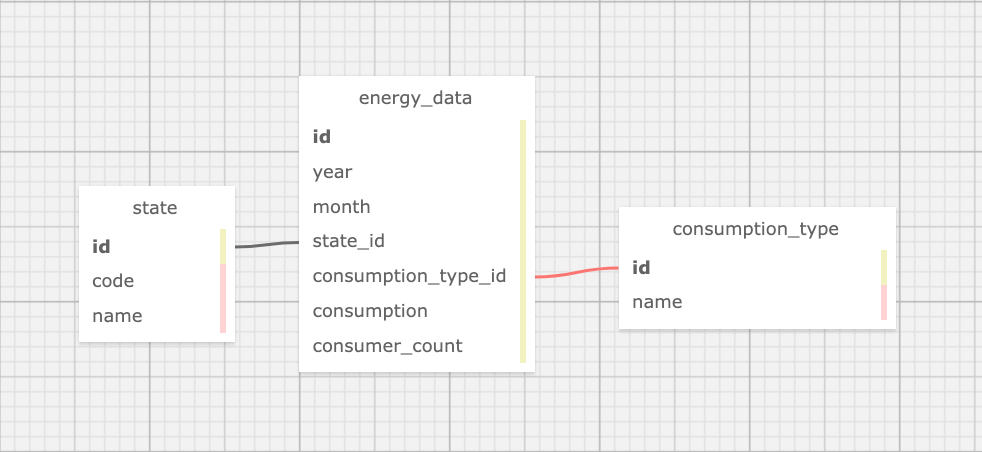 state
id
code
name
energy_data
id
year
month
state_id
consumption_type_id
consumption
consumer_count
consumption_type
id
name